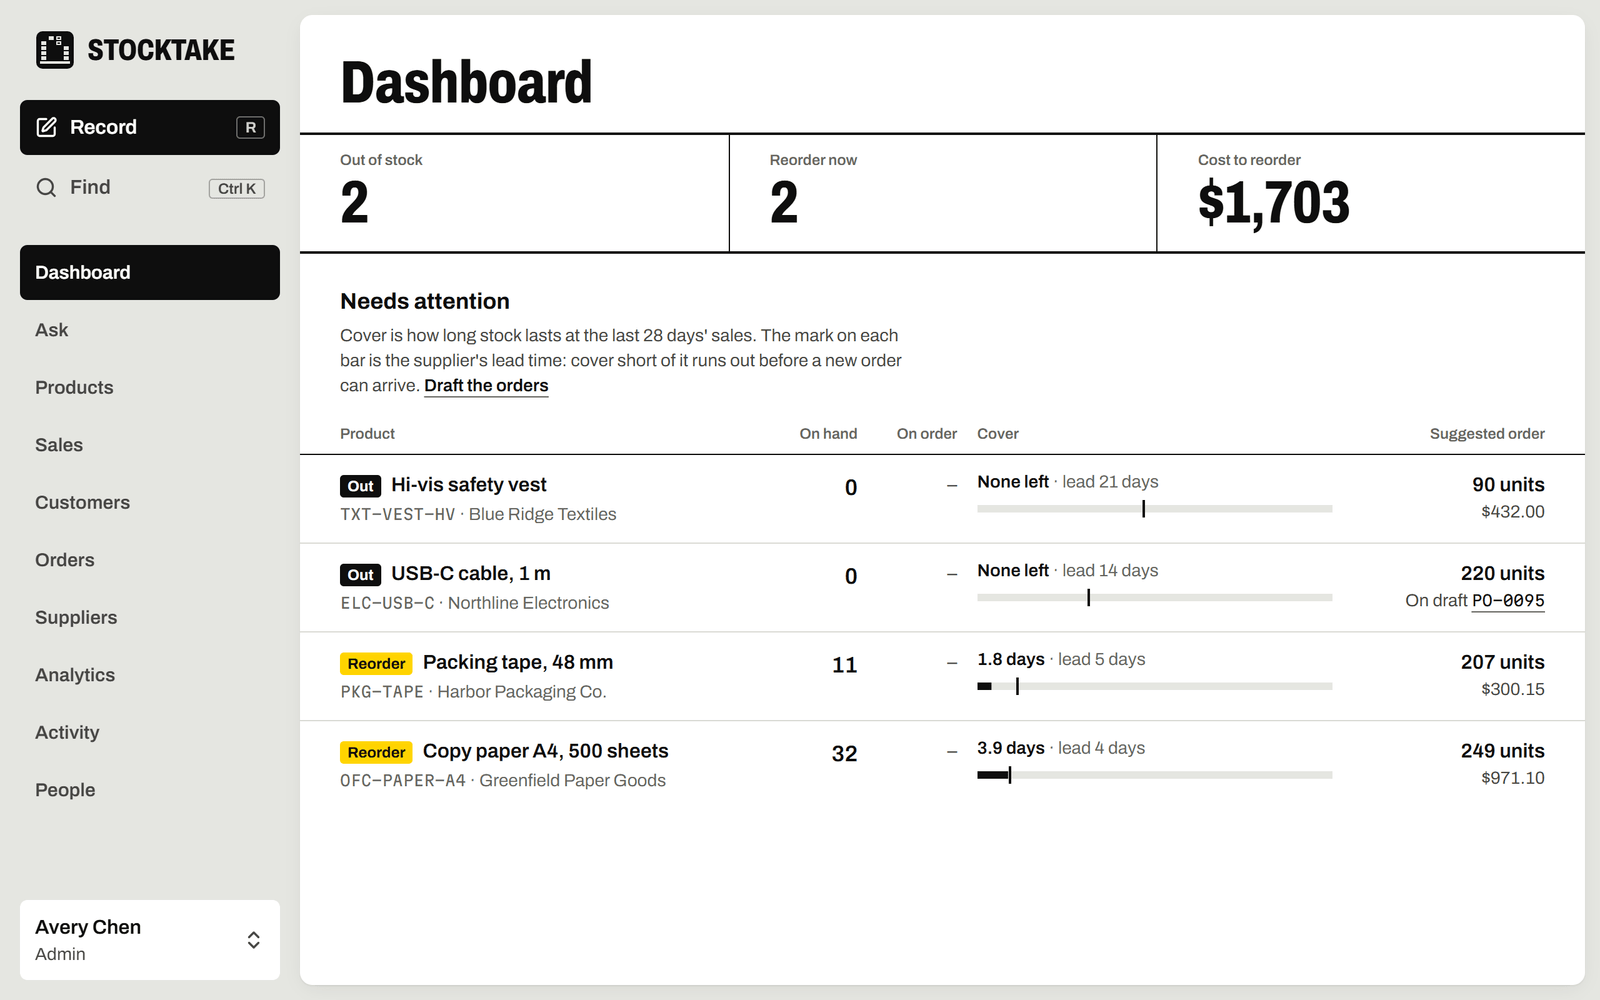 STOCKTAKE
Record R
Find Ctrl K
Dashboard
Ask
Products
Sales
Customers
Orders
Suppliers
Analytics
Activity
People
Avery Chen
Admin
Dashboard
Out of stock
2
Reorder now
2
Cost to reorder
$1,703
Needs attention
Cover is how long stock lasts at the last 28 days' sales. The mark on each
bar is the supplier's lead time: cover short of it runs out before a new order
can arrive. Draft the orders
Product On hand On order Cover Suggested order
Out Hi-vis safety vest 0 – None left · lead 21 days 90 units
TXT-VEST-HV · Blue Ridge Textiles $432.00
Out USB-C cable, 1 m 0 – None left · lead 14 days 220 units
ELC-USB-C · Northline Electronics On draft PO-0095
Reorder Packing tape, 48 mm 11 – 1.8 days · lead 5 days 207 units
PKG-TAPE · Harbor Packaging Co. $300.15
Reorder Copy paper A4, 500 sheets 32 – 3.9 days · lead 4 days 249 units
OFC-PAPER-A4 · Greenfield Paper Goods $971.10